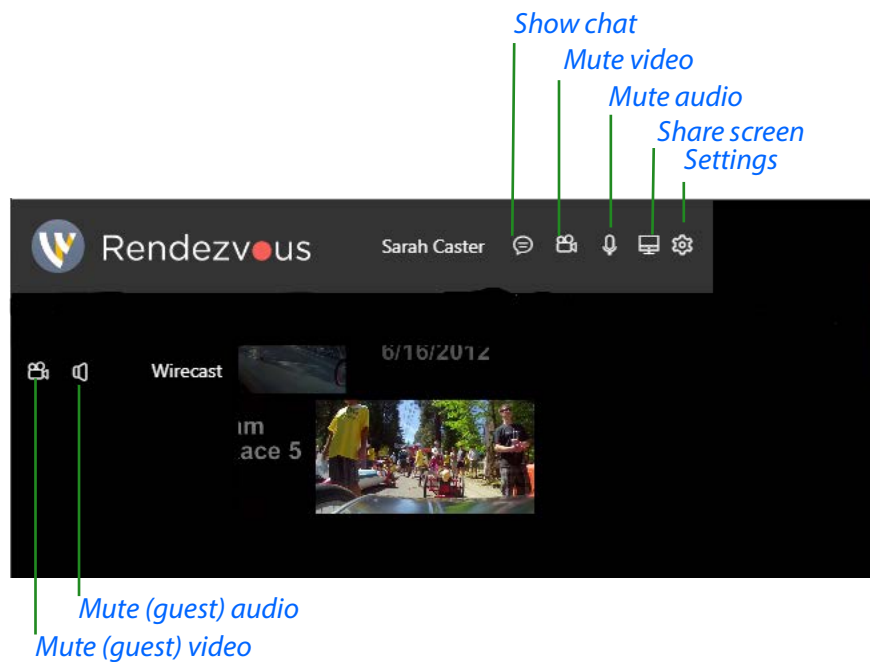 Show chat
Mute video
Mute audio
Share screen
Settings
Rendezvous
Sarah Caster
Wirecast
6/16/2012
am
ace 5
Mute (guest) audio
Mute (guest) video